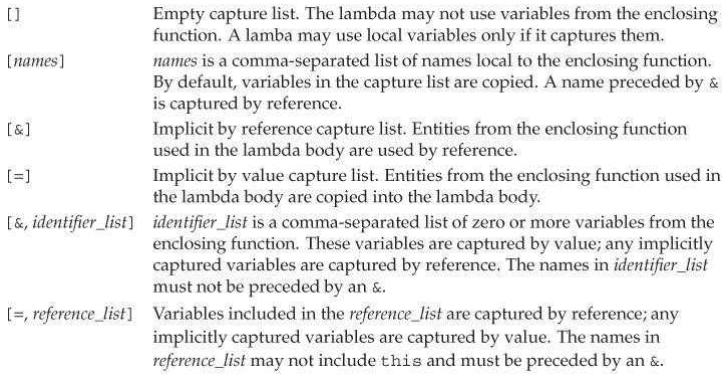 [] Empty capture list. The lambda may not use variables from the enclosing
function. A lamba may use local variables only if it captures them.
[names] names is a comma-separated list of names local to the enclosing function.
By default, variables in the capture list are copied. A name preceded by &
is captured by reference.
[&] Implicit by reference capture list. Entities from the enclosing function
used in the lambda body are used by reference.
[=] Implicit by value capture list. Entities from the enclosing function used in
the lambda body are copied into the lambda body.
[&, identifier_list] identifier_list is a comma-separated list of zero or more variables from the
enclosing function. These variables are captured by value; any implicitly
captured variables are captured by reference. The names in identifier_list
must not be preceded by an &.
[=, reference_list] Variables included in the reference_list are captured by reference; any
implicitly captured variables are captured by value. The names in
reference_list may not include this and must be preceded by an &.